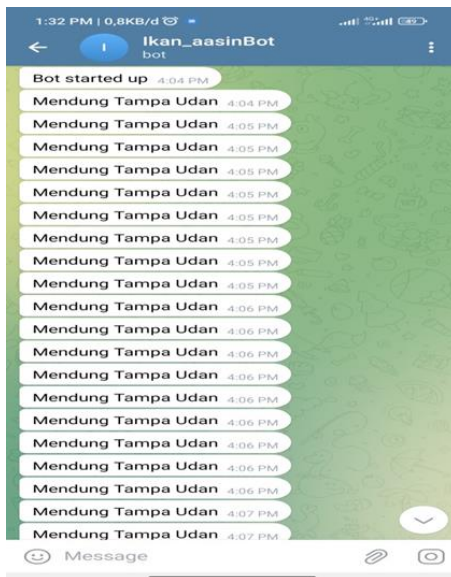 1:32 PM | 0,8KB/d
I
Ikan_aasinBot
bot
Bot started up 4:04 PM
Mendung Tampa Udan 4:04 PM
Mendung Tampa Udan 4:05 PM
Mendung Tampa Udan 4:05 PM
Mendung Tampa Udan 4:05 PM
Mendung Tampa Udan 4:05 PM
Mendung Tampa Udan 4:05 PM
Mendung Tampa Udan 4:05 PM
Mendung Tampa Udan 4:05 PM
Mendung Tampa Udan 4:05 PM
Mendung Tampa Udan 4:06 PM
Mendung Tampa Udan 4:06 PM
Mendung Tampa Udan 4:06 PM
Mendung Tampa Udan 4:06 PM
Mendung Tampa Udan 4:06 PM
Mendung Tampa Udan 4:06 PM
Mendung Tampa Udan 4:06 PM
Mendung Tampa Udan 4:06 PM
Mendung Tampa Udan 4:06 PM
Mendung Tampa Udan 4:07 PM
Mendung Tampa Udan 4:07 PM
Message